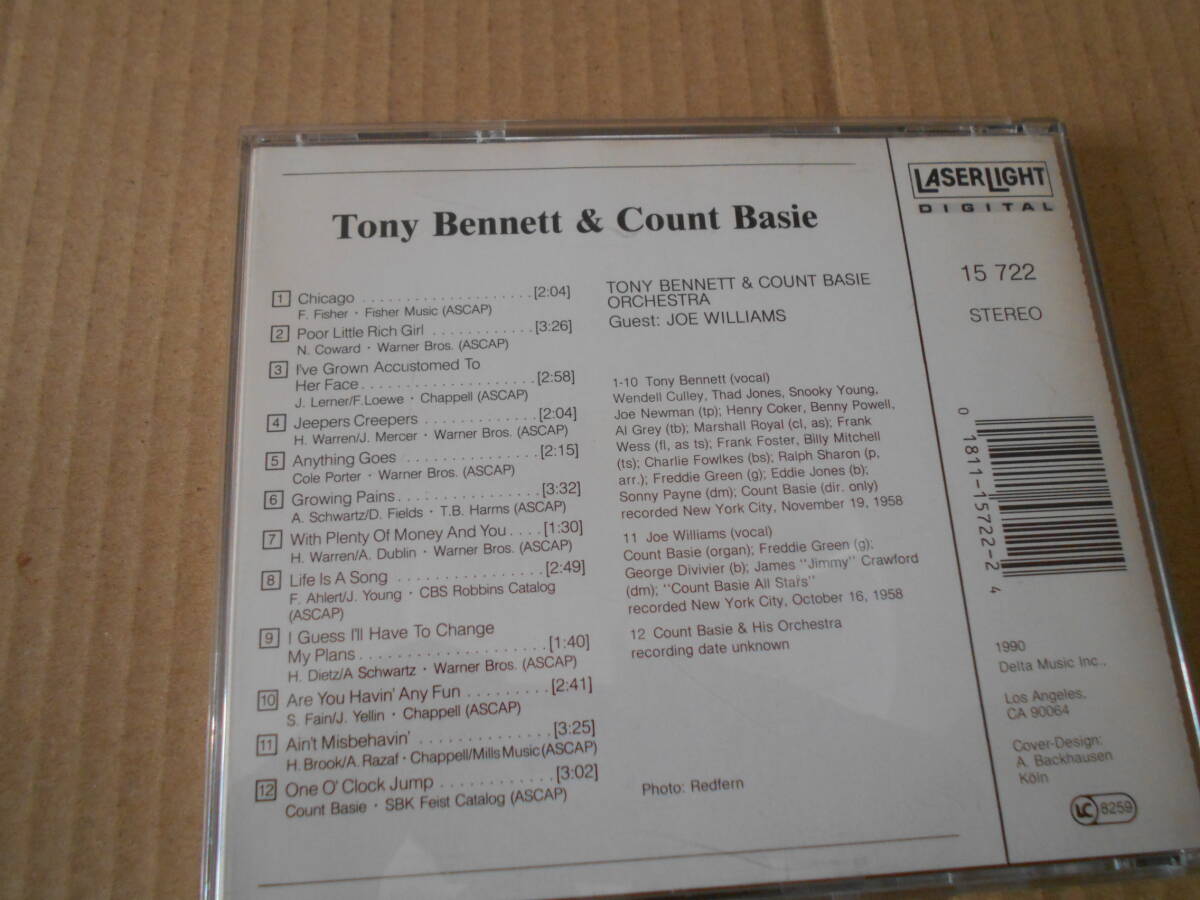 Tony Bennett & Count Basie
1 Chicago . . . . . . . . . . . . . . . . . . . . [2:04]
F. Fisher · Fisher Music (ASCAP)
2 Poor Little Rich Girl . . . . . . . . . . . . [3:26]
N. Coward · Warner Bros. (ASCAP)
3 I've Grown Accustomed To
Her Face . . . . . . . . . . . . . . . . . . . . [2:58]
J. Lerner/F.Loewe · Chappell (ASCAP)
4 Jeepers Creepers . . . . . . . . . . . . . . [2:04]
H. Warren/J. Mercer · Warner Bros. (ASCAP)
5 Anything Goes . . . . . . . . . . . . . . . . [2:15]
Cole Porter · Warner Bros. (ASCAP)
6 Growing Pains . . . . . . . . . . . . . . . . . [3:32]
A. Schwartz/D. Fields · T.B. Harms (ASCAP)
7 With Plenty Of Money And You . . . . [1:30]
H. Warren/A. Dublin · Warner Bros. (ASCAP)
8 Life Is A Song . . . . . . . . . . . . . . . . . [2:49]
F. Ahlert/J. Young · CBS Robbins Catalog
(ASCAP)
9 I Guess I'll Have To Change
My Plans . . . . . . . . . . . . . . . . . . . . . . [1:40]
H. Dietz/A Schwartz · Warner Bros. (ASCAP)
10 Are You Havin' Any Fun . . . . . . . . . [2:41]
S. Fain/J. Yellin · Chappell (ASCAP)
11 Ain't Misbehavin' . . . . . . . . . . . . . . [3:25]
H. Brook/A. Razaf · Chappell/Mills Music (ASCAP)
12 One O' Clock Jump . . . . . . . . . . . . [3:02]
Count Basie · SBK Feist Catalog (ASCAP)
TONY BENNETT & COUNT BASIE
ORCHESTRA
Guest: JOE WILLIAMS
1-10 Tony Bennett (vocal)
Wendell Culley, Thad Jones, Snooky Young,
Joe Newman (tp); Henry Coker, Benny Powell,
Al Grey (tb); Marshall Royal (cl, as); Frank
Wess (fl, as ts); Frank Foster, Billy Mitchell
(ts); Charlie Fowlkes (bs); Ralph Sharon (p,
arr.); Freddie Green (g); Eddie Jones (b);
Sonny Payne (dm); Count Basie (dir. only)
recorded New York City, November 19, 1958
11 Joe Williams (vocal)
Count Basie (organ); Freddie Green (g);
George Divivier (b); James "Jimmy" Crawford
(dm); "Count Basie All Stars"
recorded New York City, October 16, 1958
12 Count Basie & His Orchestra
recording date unknown
Photo: Redfern
LASERLIGHT
DIGITAL
15 722
STEREO
0 1811-15722-2 4
1990
Delta Music Inc.,
Los Angeles,
CA 90064
Cover-Design:
A. Backhausen
Köln
LC 8259